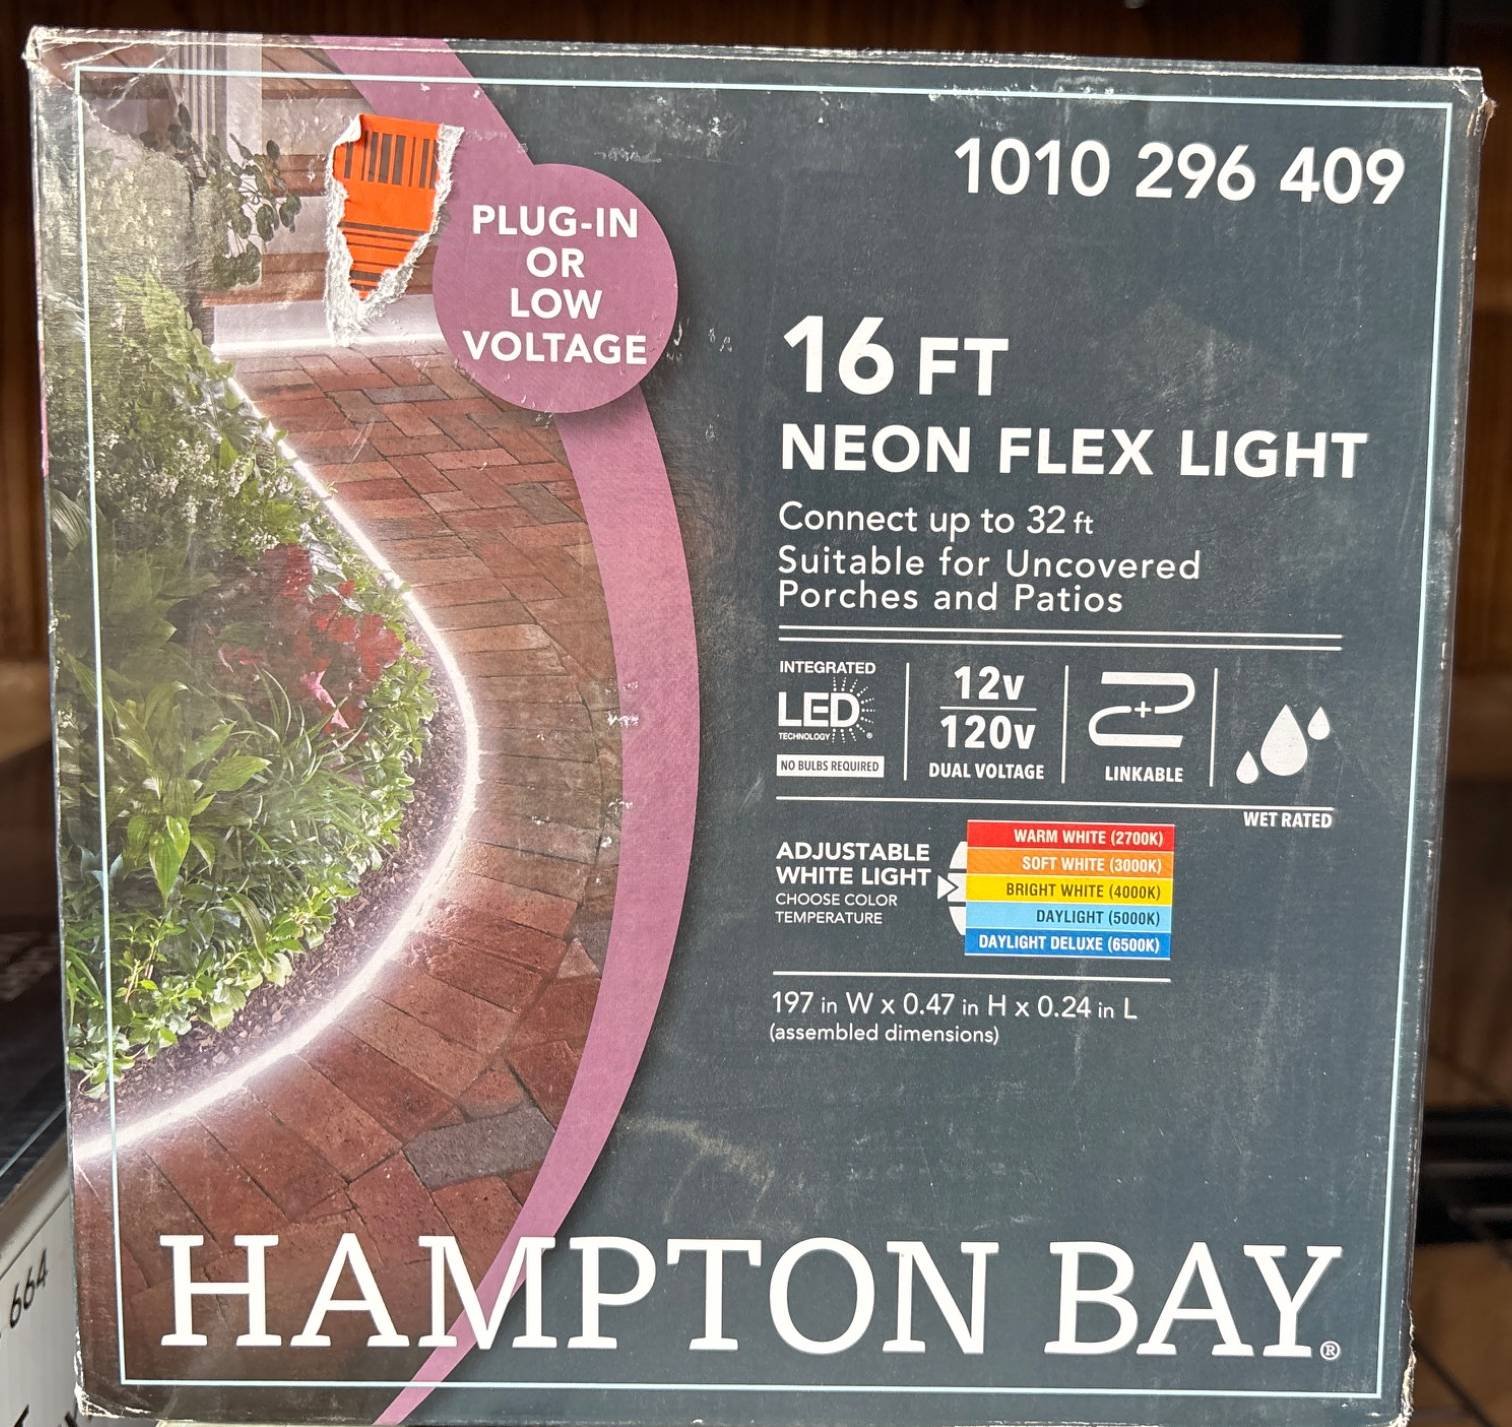 1010 296 409
PLUG-IN
OR
LOW
VOLTAGE
16 FT
NEON FLEX LIGHT
Connect up to 32 ft
Suitable for Uncovered
Porches and Patios
INTEGRATED
LED
TECHNOLOGY ®
NO BULBS REQUIRED
12v
120v
DUAL VOLTAGE
+
LINKABLE
WET RATED
ADJUSTABLE
WHITE LIGHT
CHOOSE COLOR
TEMPERATURE
WARM WHITE (2700K)
SOFT WHITE (3000K)
BRIGHT WHITE (4000K)
DAYLIGHT (5000K)
DAYLIGHT DELUXE (6500K)
197 in W x 0.47 in H x 0.24 in L
(assembled dimensions)
HAMPTON BAY®
664